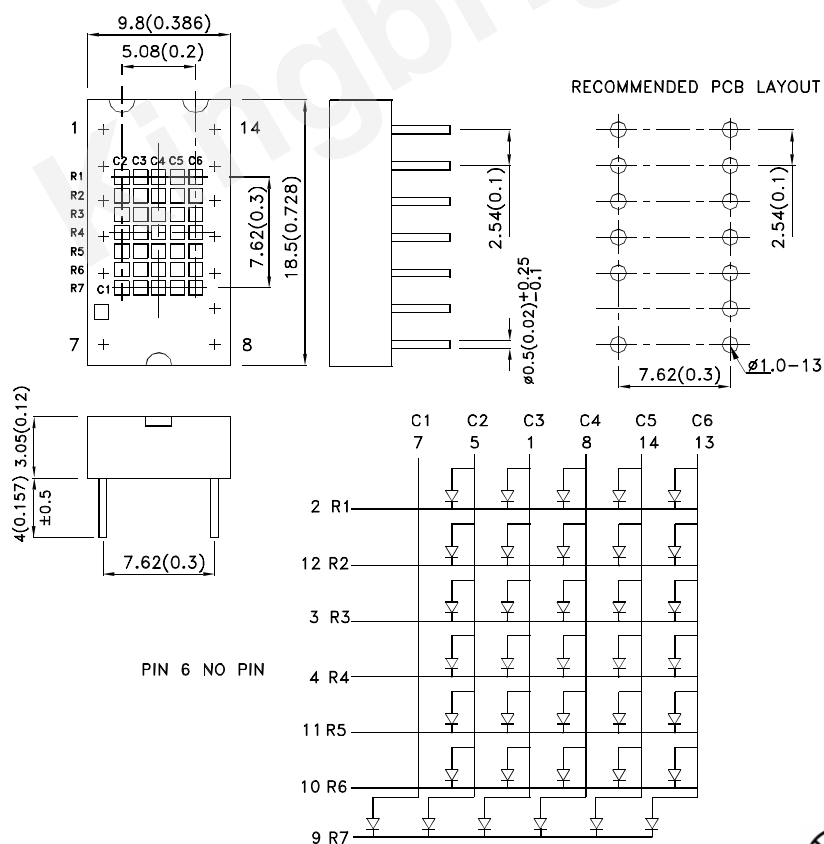 Kingbright
9.8(0.386)
5.08(0.2)
1
14
C2 C3 C4 C5 C6
R1
R2
R3
R4
R5
R6
R7
C1
7
8
7.62(0.3)
18.5(0.728)
2.54(0.1)
ø0.5(0.02)+0.25 -0.1
RECOMMENDED PCB LAYOUT
2.54(0.1)
7.62(0.3)
ø1.0-13
3.05(0.12)
4(0.157)
±0.5
7.62(0.3)
PIN 6 NO PIN
C1 C2 C3 C4 C5 C6
7 5 1 8 14 13
2 R1
12 R2
3 R3
4 R4
11 R5
10 R6
9 R7